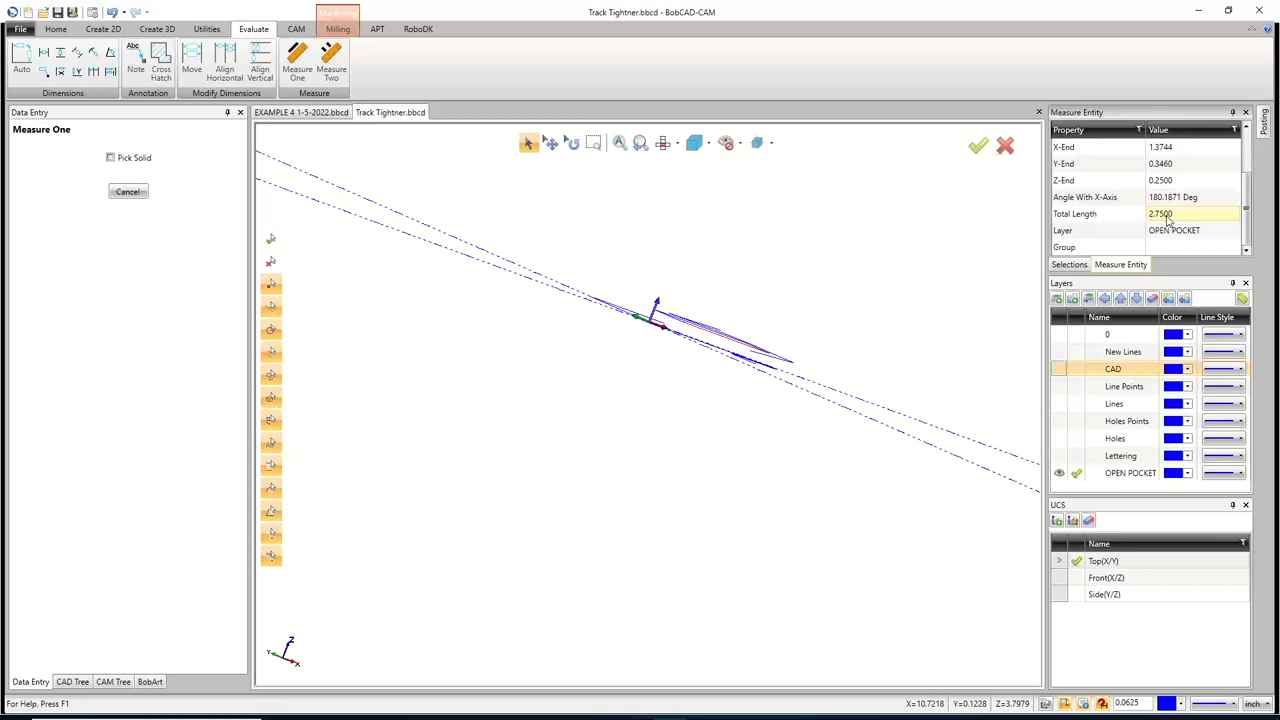 Track Tightner.bbcd - BobCAD-CAM
File Home Create 2D Create 3D Utilities Evaluate CAM Milling APT RoboDK
Auto
Abc
Note
Cross Hatch
Move
Align Horizontal
Align Vertical
Measure One
Measure Two
Dimensions Annotation Modify Dimensions Measure
Data Entry
EXAMPLE 4 1-5-2022.bbcd Track Tightner.bbcd
Measure Entity
Measure One
Pick Solid
Cancel
Property Value
X-End 1.3744
Y-End 0.3460
Z-End 0.2500
Angle With X-Axis 180.1871 Deg
Total Length 2.7500
Layer OPEN POCKET
Group
Selections Measure Entity
Posting
Layers
Name Color Line Style
0
New Lines
CAD
Line Points
Lines
Holes Points
Holes
Lettering
OPEN POCKET
UCS
Name
> Top(X/Y)
Front(X/Z)
Side(Y/Z)
Z
Y
X
Data Entry CAD Tree CAM Tree BobArt
For Help, Press F1
X=10.7218 Y=0.1228 Z=3.7979 0.0625 inch